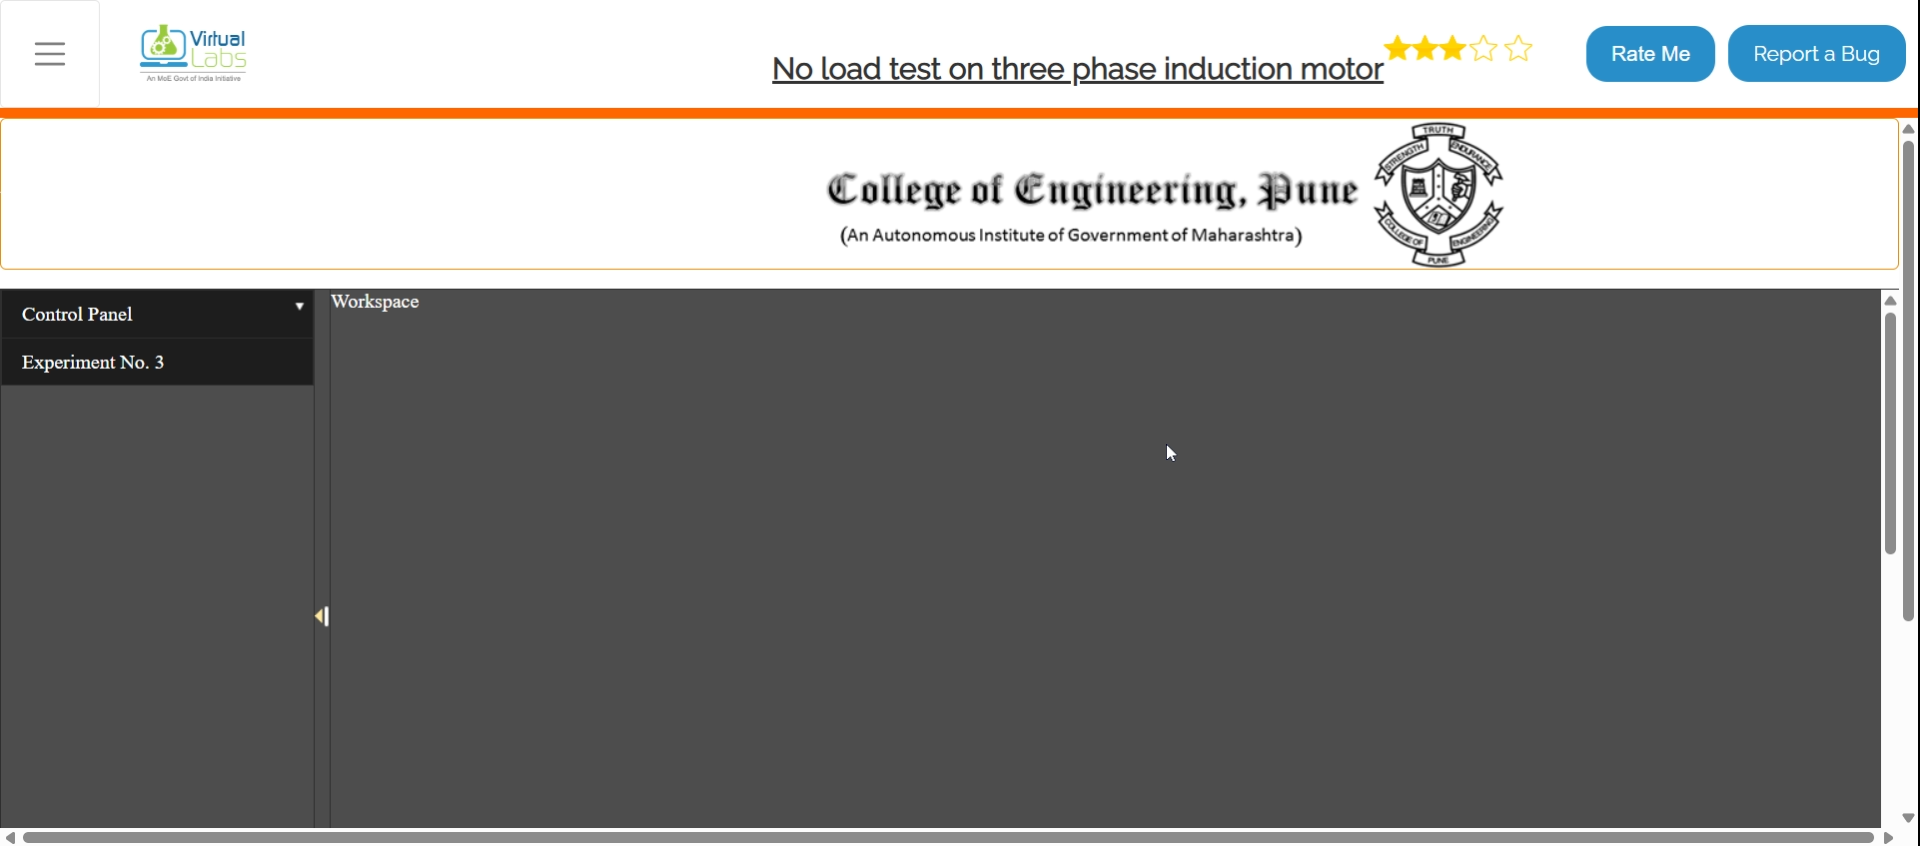 Virtual
Labs
An MoE Govt of India Initiative
No load test on three phase induction motor
Rate Me
Report a Bug
College of Engineering, Pune
(An Autonomous Institute of Government of Maharashtra)
TRUTH
STRENGTH
ENDURANCE
COLLEGE OF
ENGINEERING
PUNE
Control Panel
Workspace
Experiment No. 3